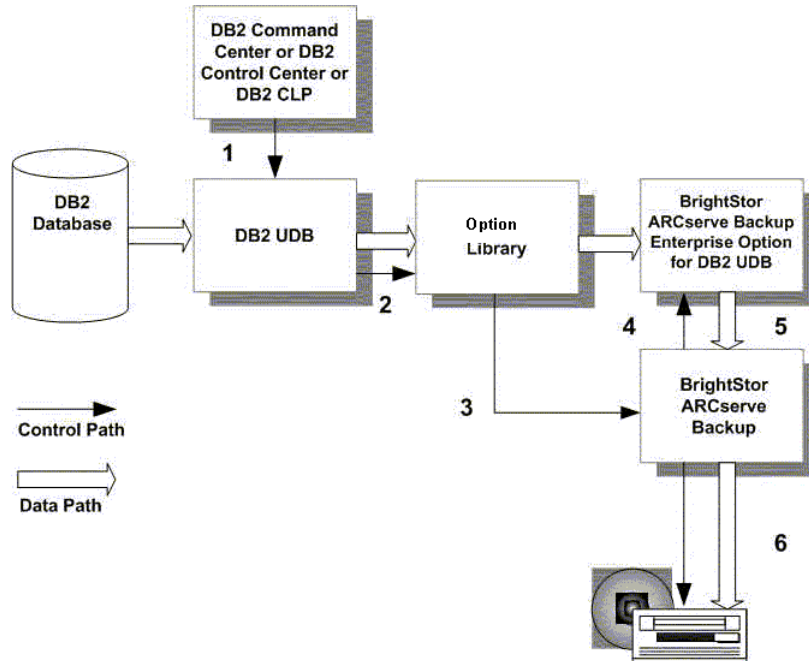 DB2 Command
Center or DB2
Control Center or
DB2 CLP
1
DB2
Database
DB2 UDB
Option
Library
BrightStor
ARCserve Backup
Enterprise Option
for DB2 UDB
2
4
5
3
BrightStor
ARCserve
Backup
Control Path
Data Path
6